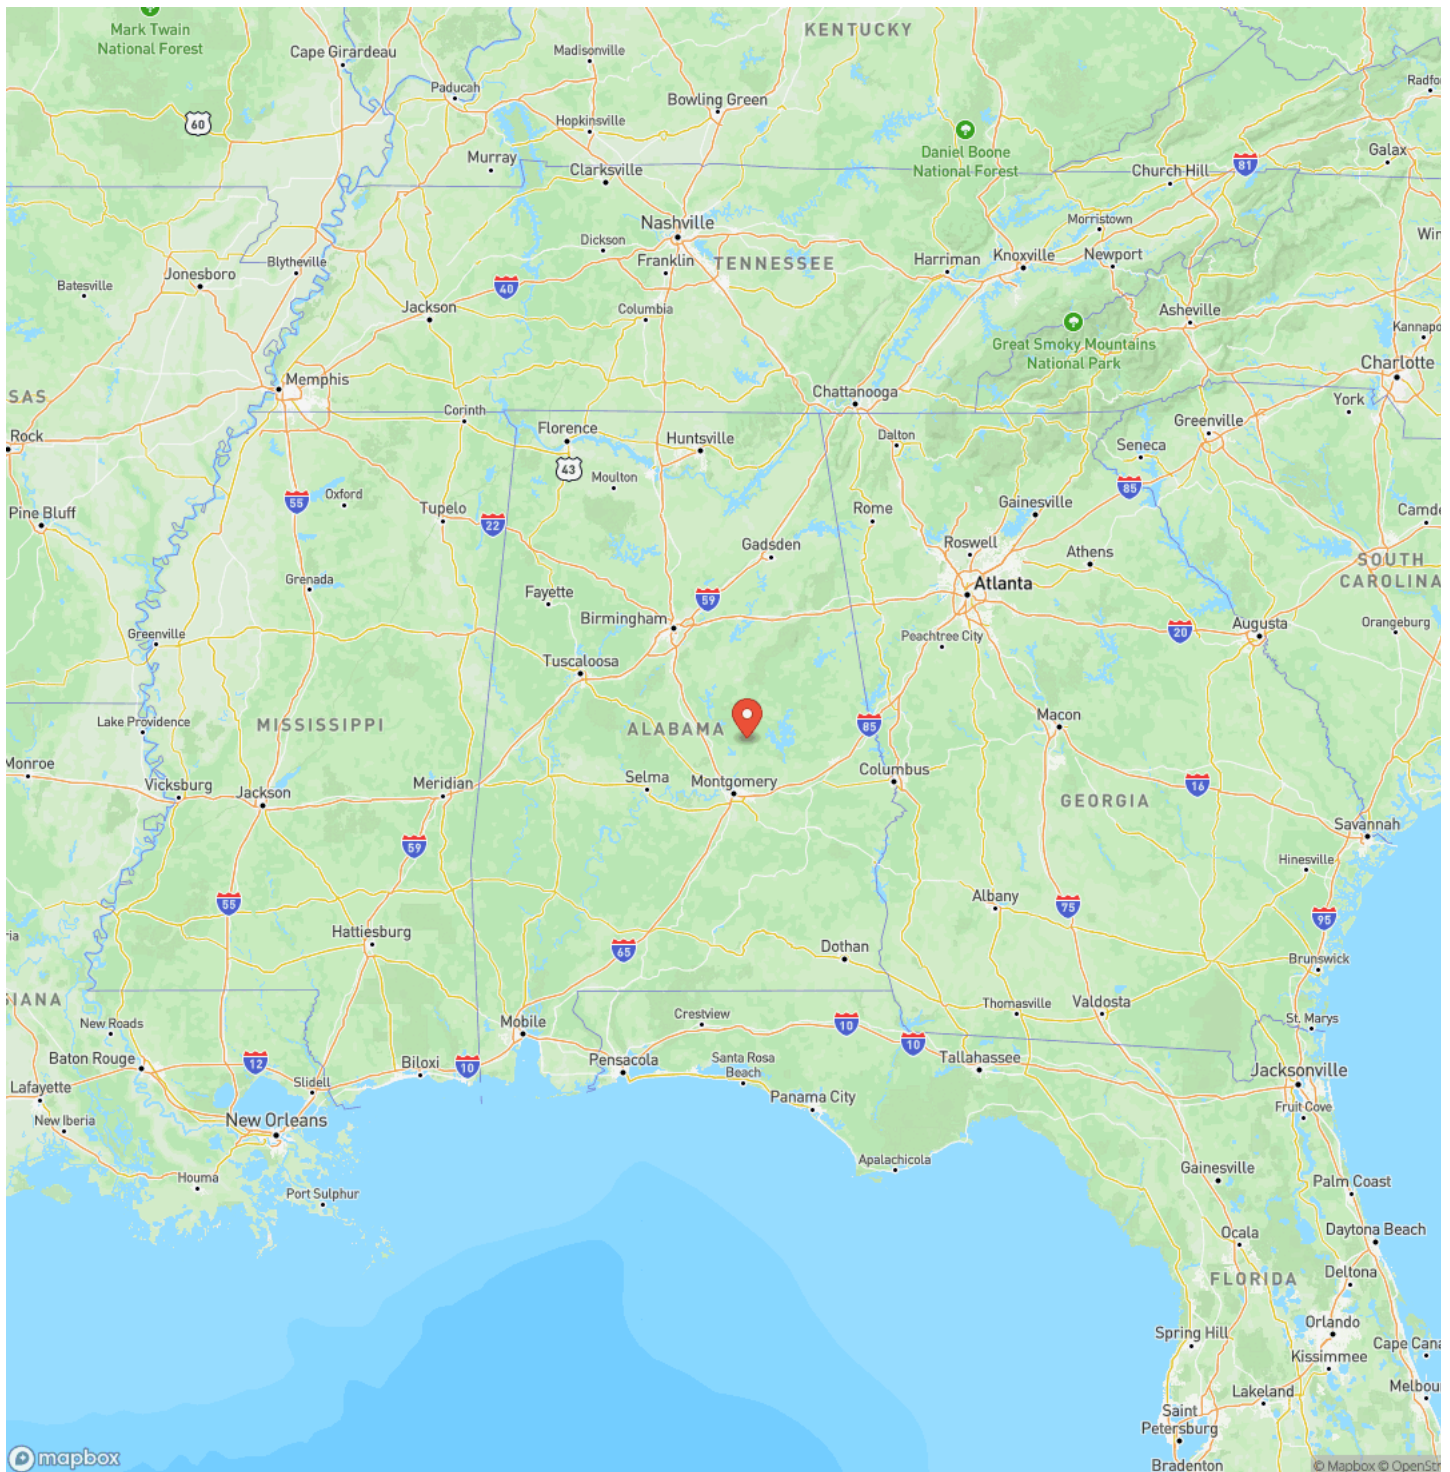 KENTUCKY
Mark Twain
National Forest
Cape Girardeau
Madisonville
Radfo
Paducah
Bowling Green
60
Hopkinsville
Daniel Boone
National Forest
Murray
Clarksville
Church Hill
81
Galax
Nashville
Morristown
Dickson
Win
Franklin
TENNESSEE
Harriman
Knoxville
Newport
Blytheville
Jonesboro
Batesville
40
Jackson
Columbia
Asheville
Great Smoky Mountains
National Park
Kannapo
Charlotte
Memphis
SAS
Chattanooga
York
Corinth
Rock
Florence
Huntsville
Dalton
Greenville
Seneca
43
Moulton
85
55
Oxford
Tupelo
22
Rome
Gainesville
Pine Bluff
Camde
Gadsden
Roswell
Athens
SOUTH
CAROLINA
Grenada
Fayette
59
Atlanta
Birmingham
Greenville
Peachtree City
20
Augusta
Orangeburg
Tuscaloosa
Lake Providence
MISSISSIPPI
ALABAMA
85
Macon
Monroe
Vicksburg
Jackson
Meridian
Selma
Montgomery
Columbus
16
GEORGIA
Savannah
59
Hinesville
55
Albany
75
95
Hattiesburg
65
Dothan
ria
Brunswick
SIANA
Thomasville
Valdosta
New Roads
Mobile
Crestview
10
St. Marys
Baton Rouge
12
Biloxi
10
Pensacola
Santa Rosa
Beach
10
Tallahassee
Jacksonville
Lafayette
Slidell
Panama City
Fruit Cove
New Iberia
New Orleans
Apalachicola
Gainesville
Houma
Port Sulphur
Palm Coast
Ocala
Daytona Beach
FLORIDA
Deltona
Orlando
Spring Hill
Cape Cana
Kissimmee
Lakeland
Melbour
Saint
Petersburg
mapbox
Bradenton
© Mapbox © OpenStr